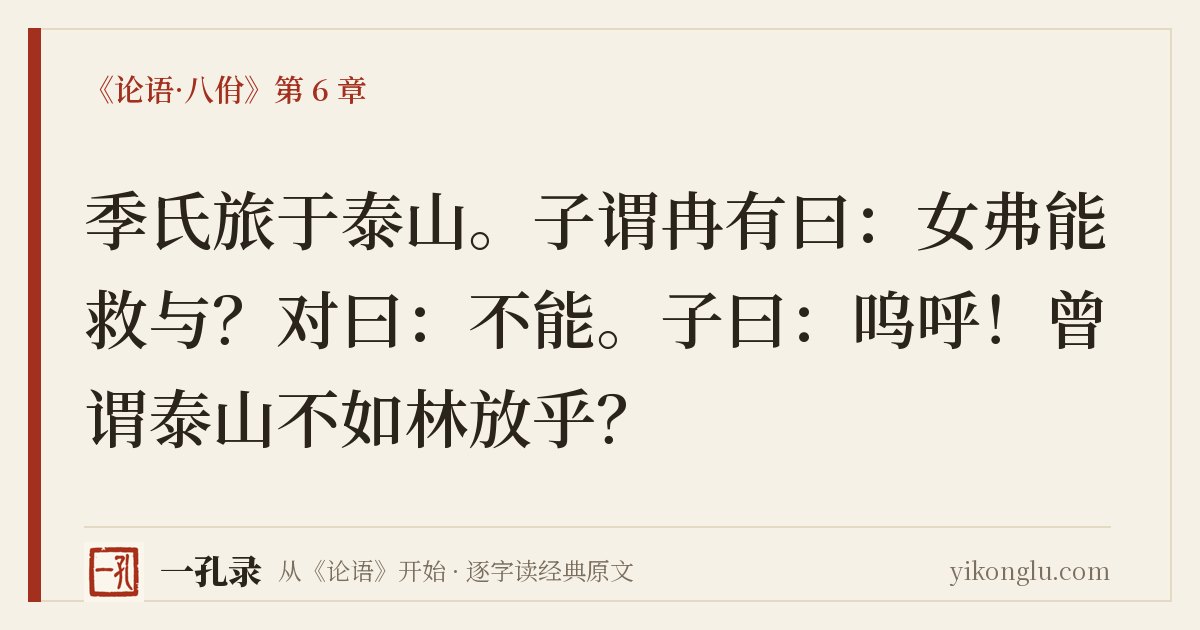 《论语·八佾》第 6 章
季氏旅于泰山。子谓冉有曰：女弗能
救与？对曰：不能。子曰：呜呼！曾
谓泰山不如林放乎？
一孔
一孔录 从《论语》开始 · 逐字读经典原文 yikonglu.com